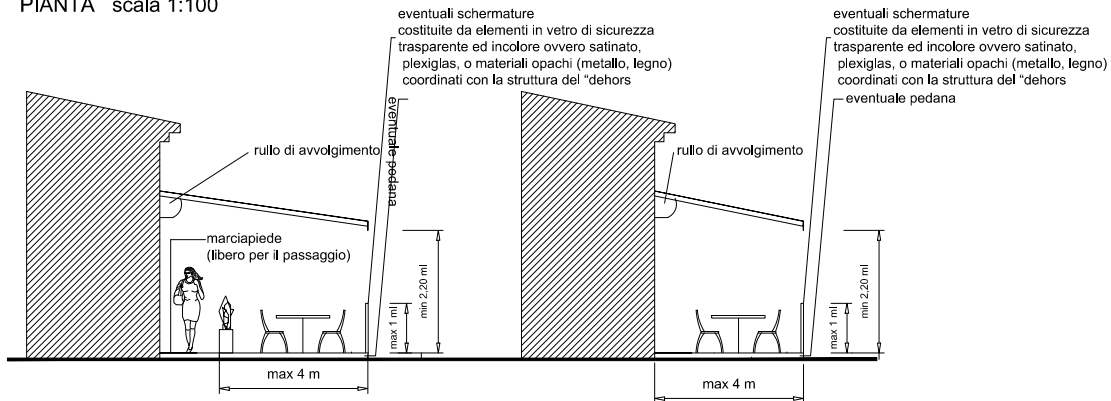 PIANTA scala 1:100
eventuali schermature
costituite da elementi in vetro di sicurezza
trasparente ed incolore ovvero satinato,
plexiglas, o materiali opachi (metallo, legno)
coordinati con la struttura del "dehors
eventuale pedana
rullo di avvolgimento
marciapiede
(libero per il passaggio)
max 1 ml
min 2,20 ml
max 4 m
eventuali schermature
costituite da elementi in vetro di sicurezza
trasparente ed incolore ovvero satinato,
plexiglas, o materiali opachi (metallo, legno)
coordinati con la struttura del "dehors
eventuale pedana
rullo di avvolgimento
max 1 ml
min 2,20 ml
max 4 m